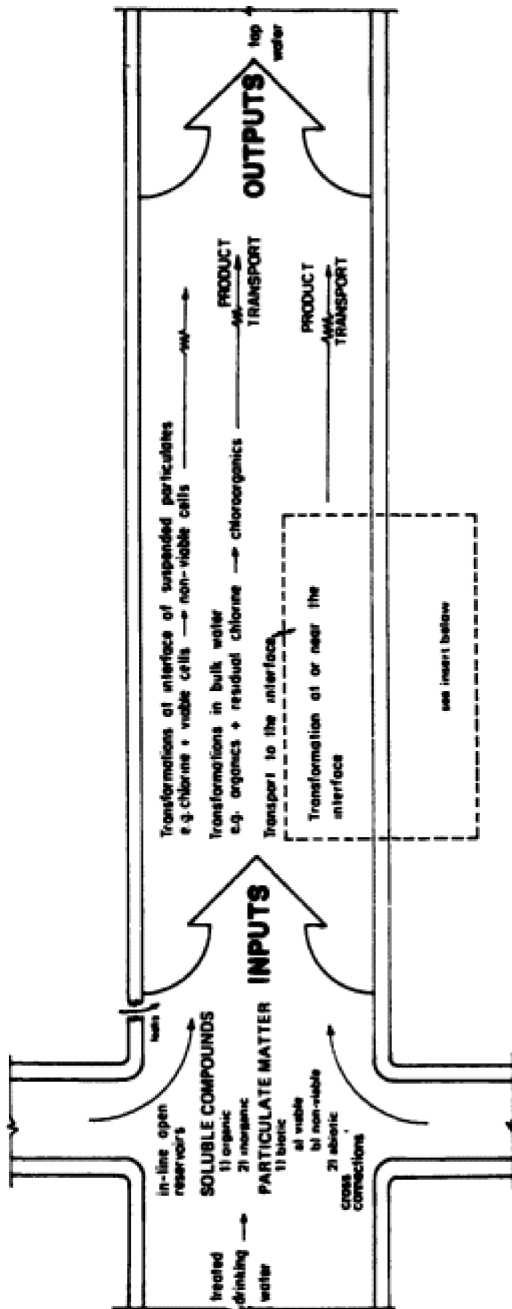 treated
drinking →
water
in-line open
reservoirs
SOLUBLE COMPOUNDS
1) organic
2) inorganic
PARTICULATE MATTER
1) biotic
a) viable
b) non-viable
2) abiotic
cross
connections
leaks
INPUTS
Transformations at interface of suspended particulates
e.g. chlorine + viable cells → non-viable cells
Transformations in bulk water
e.g. organics + residual chlorine → chloroorganics
PRODUCT
TRANSPORT
Transport to the interface
Transformation at or near the
interface
PRODUCT
TRANSPORT
see insert below
OUTPUTS
tap
water